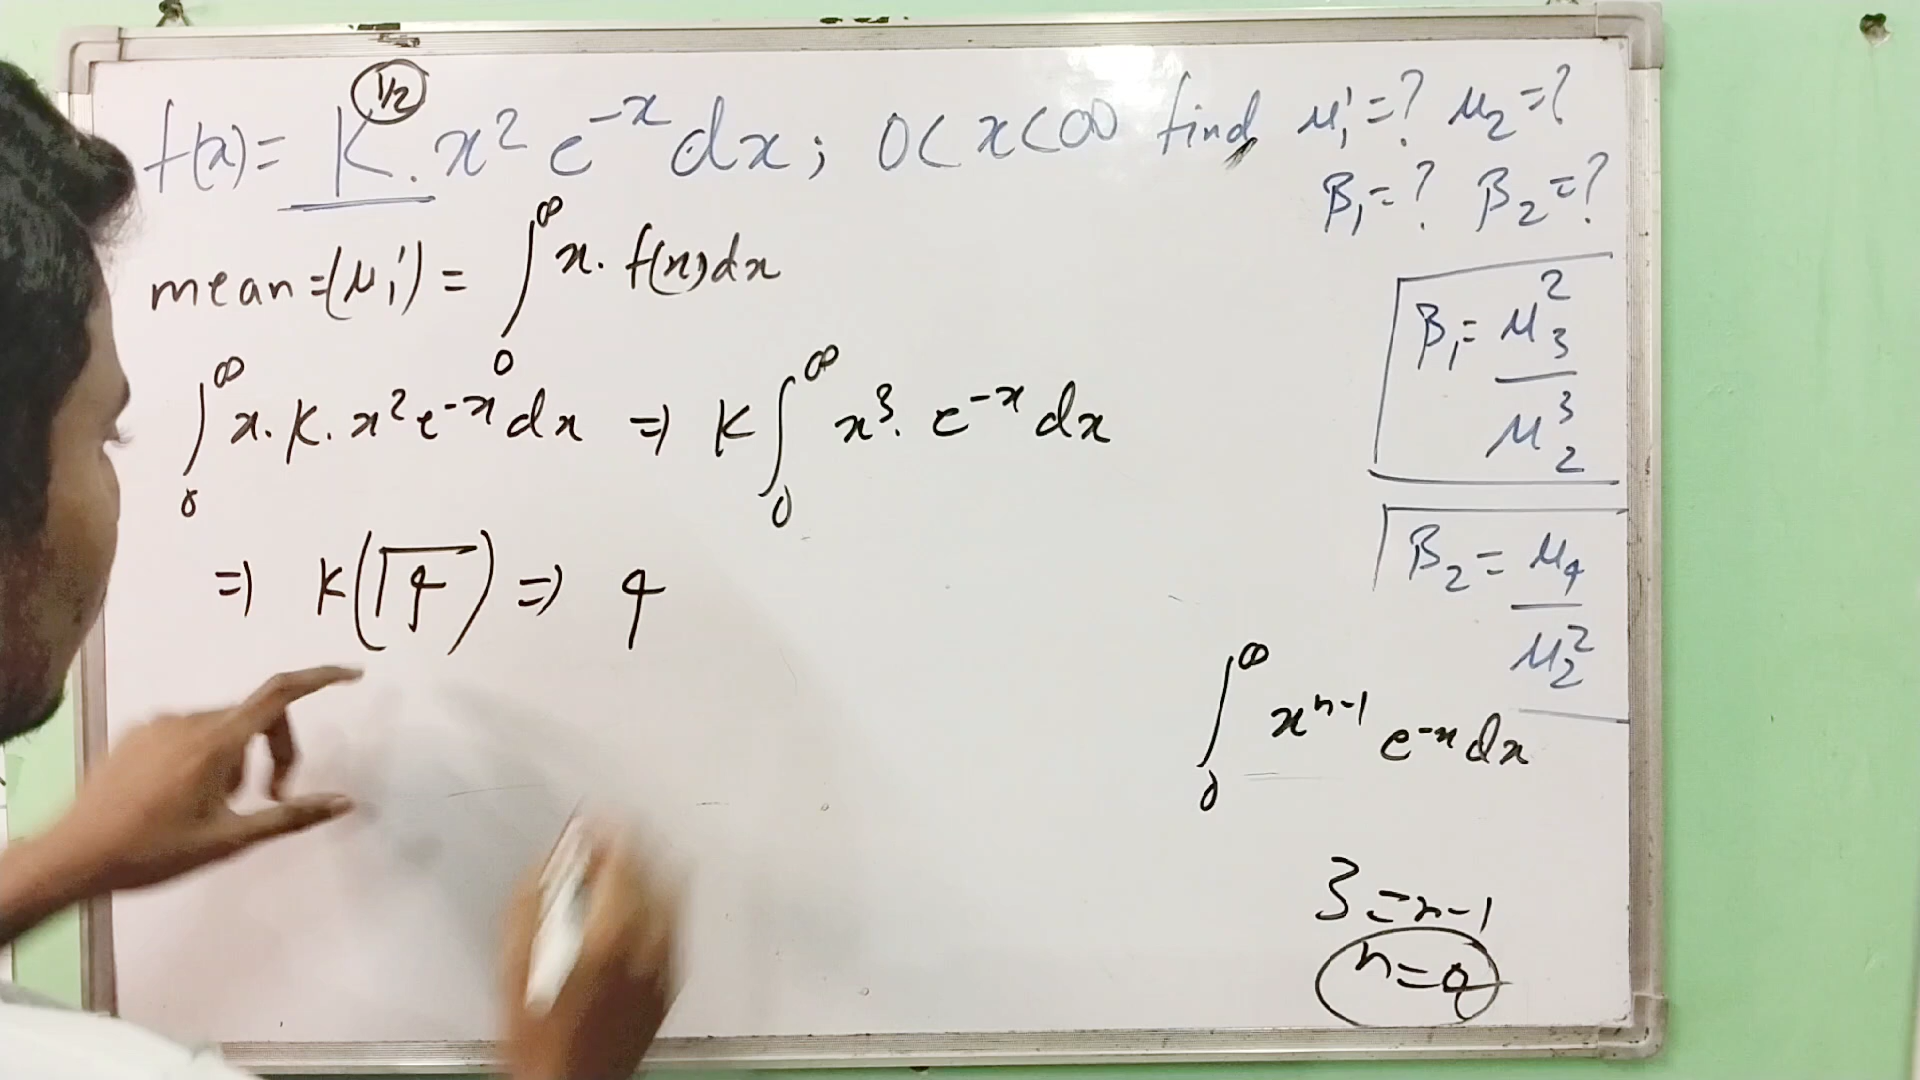 1/2
f(x)= K. x² e^-x dx; 0<x<∞ find μ₁'=? μ₂=?
β₁=? β₂=?
mean=(μ₁')= ∫₀^∞ x. f(x)dx
∫₀^∞ x. K. x² e^-x dx => K ∫₀^∞ x³. e^-x dx
=> K(Γ4) => 4
β₁= μ₃²/μ₂³
β₂= μ₄/μ₂²
∫₀^∞ x^n-1 e^-x dx
3=n-1
n=4